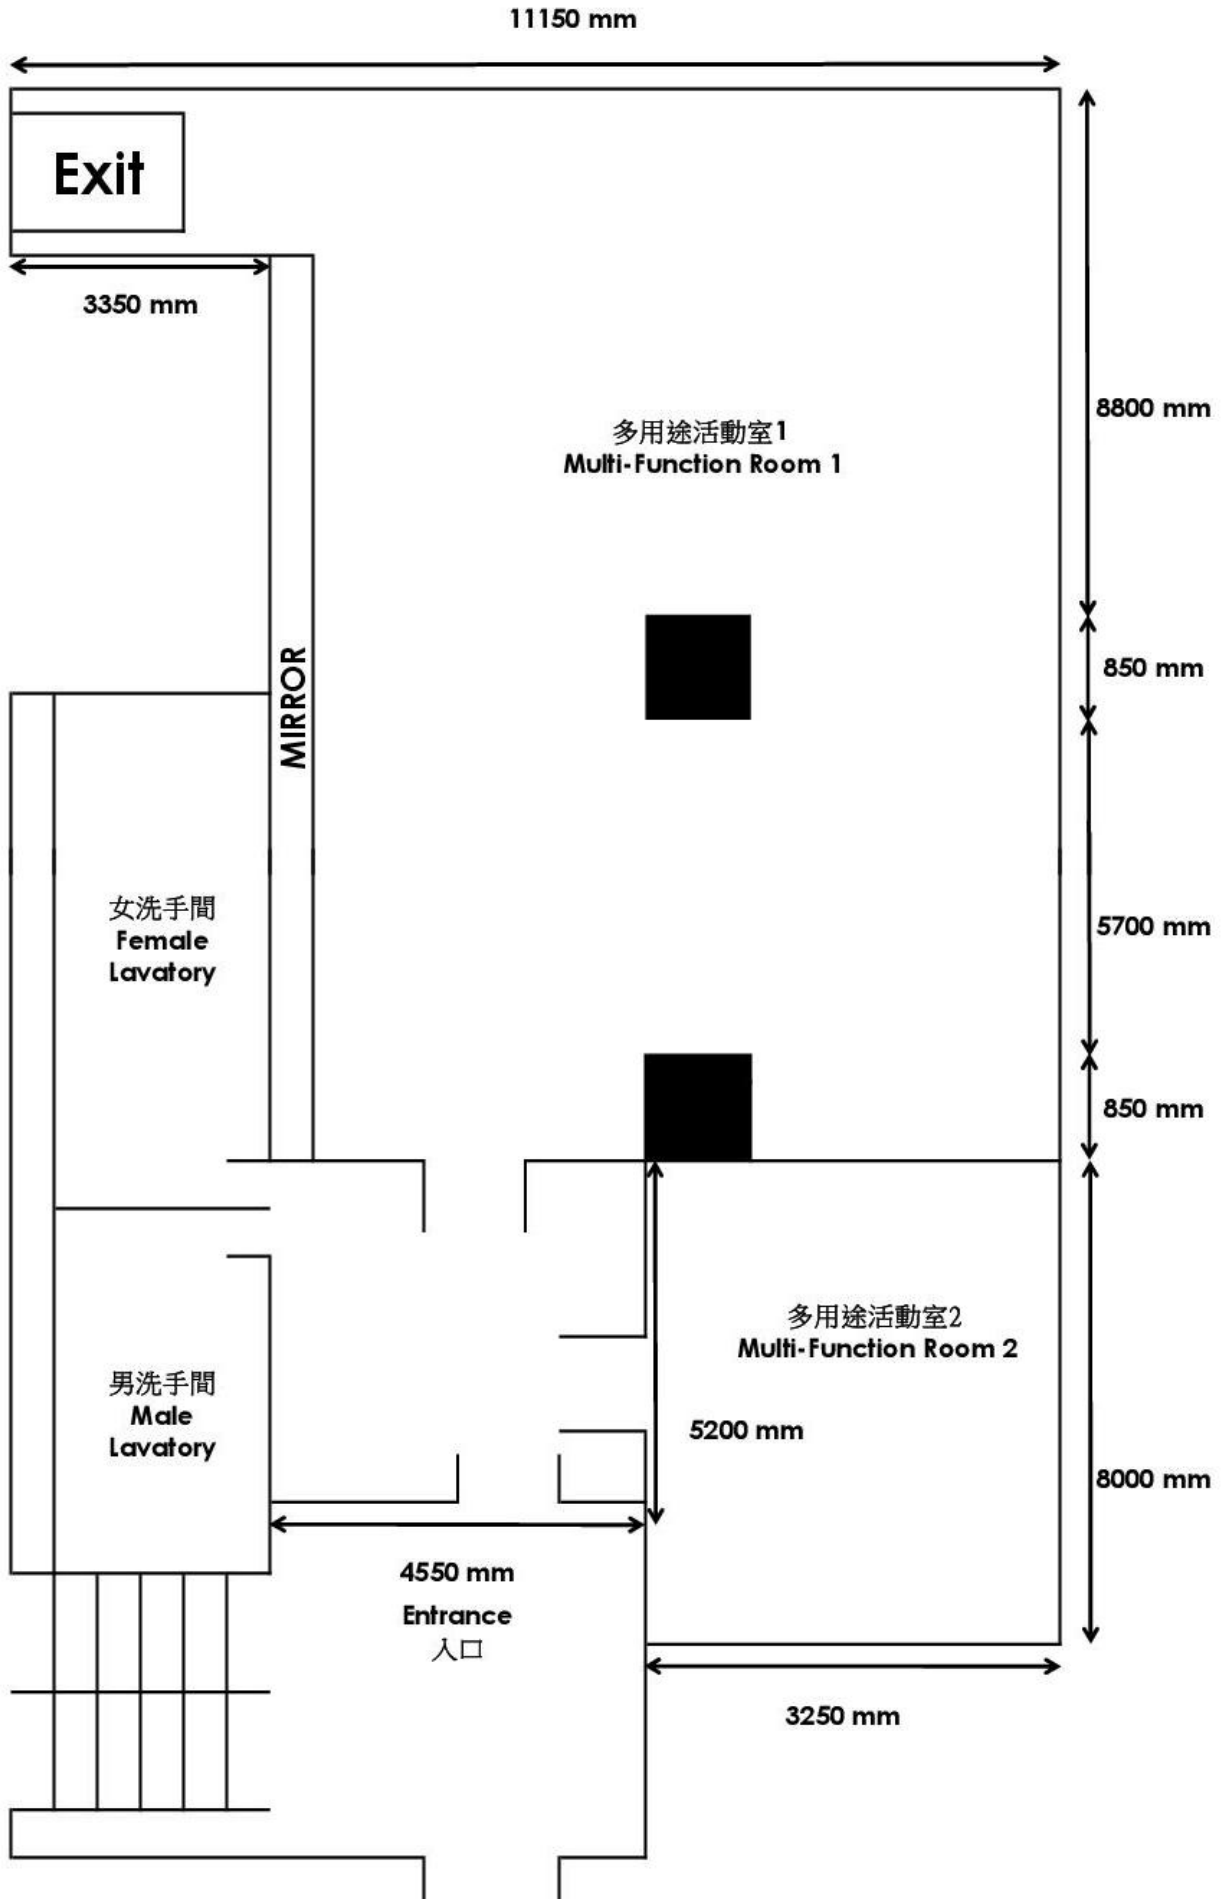 11150 mm
Exit
3350 mm
8800 mm
多用途活動室1
Multi-Function Room 1
850 mm
MIRROR
5700 mm
女洗手間
Female
Lavatory
850 mm
多用途活動室2
Multi-Function Room 2
男洗手間
Male
Lavatory
5200 mm
8000 mm
4550 mm
Entrance
入口
3250 mm